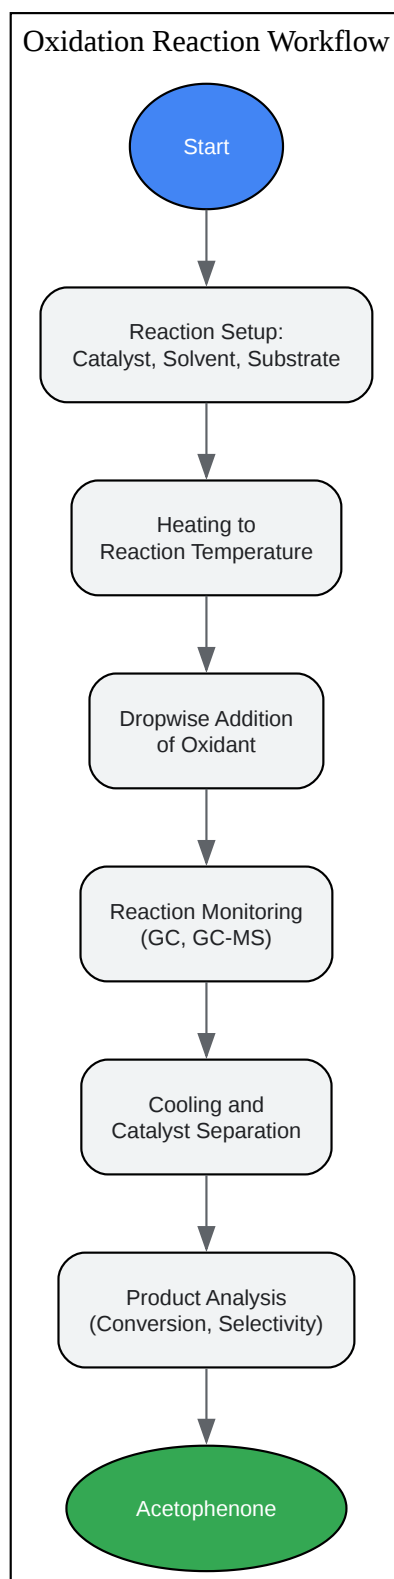 Oxidation Reaction Workflow
Start
Reaction Setup:
Catalyst, Solvent, Substrate
Heating to
Reaction Temperature
Dropwise Addition
of Oxidant
Reaction Monitoring
(GC, GC-MS)
Cooling and
Catalyst Separation
Product Analysis
(Conversion, Selectivity)
Acetophenone